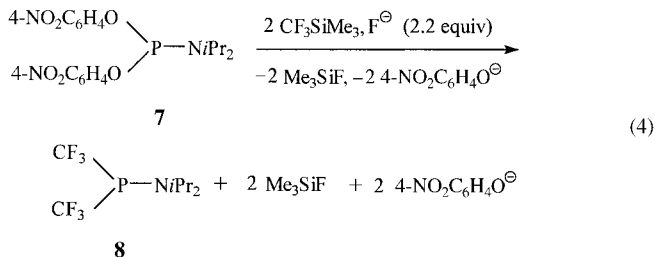 4-NO₂C₆H₄O
4-NO₂C₆H₄O
P—NiPr₂
7
2 CF₃SiMe₃, F⊖ (2.2 equiv)
−2 Me₃SiF, −2 4-NO₂C₆H₄O⊖
(4)
CF₃
CF₃
P—NiPr₂ + 2 Me₃SiF + 2 4-NO₂C₆H₄O⊖
8